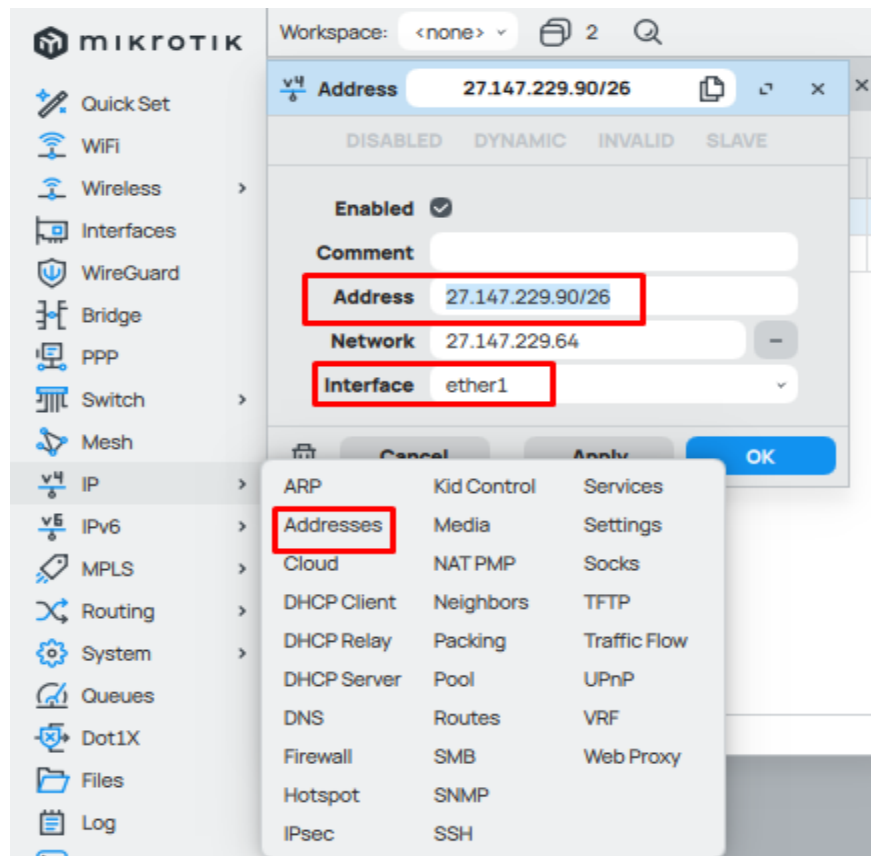 mikrotik
Workspace: <none> 2
Address 27.147.229.90/26
DISABLED DYNAMIC INVALID SLAVE
Enabled
Comment
Address 27.147.229.90/26
Network 27.147.229.64
Interface ether1
Cancel Apply OK
Quick Set
WiFi
Wireless
Interfaces
WireGuard
Bridge
PPP
Switch
Mesh
IP
IPv6
MPLS
Routing
System
Queues
Dot1X
Files
Log
ARP Kid Control Services
Addresses Media Settings
Cloud NAT PMP Socks
DHCP Client Neighbors TFTP
DHCP Relay Packing Traffic Flow
DHCP Server Pool UPnP
DNS Routes VRF
Firewall SMB Web Proxy
Hotspot SNMP
IPsec SSH